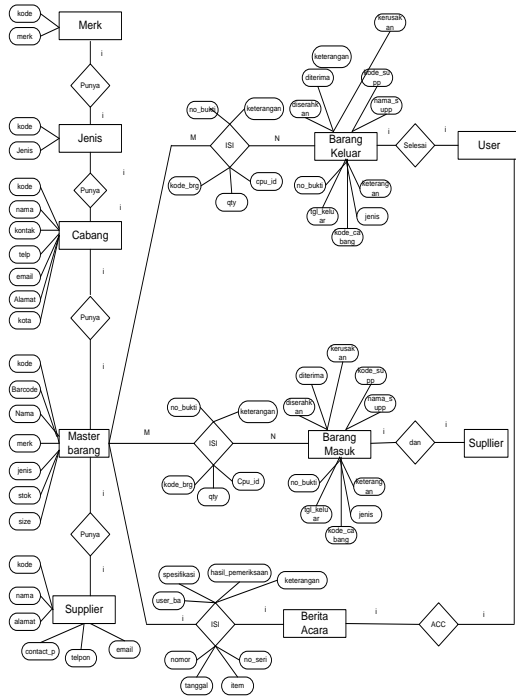 kode
merk
Merk
i
Punya
i
kode
Jenis
Jenis
i
Punya
i
kode
nama
kontak
telp
email
Alamat
kota
Cabang
i
Punya
i
kode
Barcode
Nama
merk
jenis
stok
size
Master
barang
i
Punya
i
kode
nama
alamat
Supplier
contact_p
telpon
email
M
no_bukti
keterangan
ISI
kode_brg
qty
cpu_id
N
kerusak
an
keterangan
diterima
kode_su
pp
diserahk
an
nama_s
upp
Barang
Keluar
no_bukti
tgl_kelu
ar
kode_ca
bang
keterang
an
jenis
i
Selesai
i
User
M
no_bukti
keterangan
ISI
kode_brg
qty
Cpu_id
N
kerusak
an
diterima
kode_su
pp
diserahk
an
nama_s
upp
Barang
Masuk
no_bukti
tgl_kelu
ar
kode_ca
bang
keterang
an
jenis
i
dan
i
Supllier
spesifikasi
hasil_pemeriksaan
keterangan
user_ba
i
ISI
i
nomor
tanggal
item
no_seri
Berita
Acara
i
ACC
i